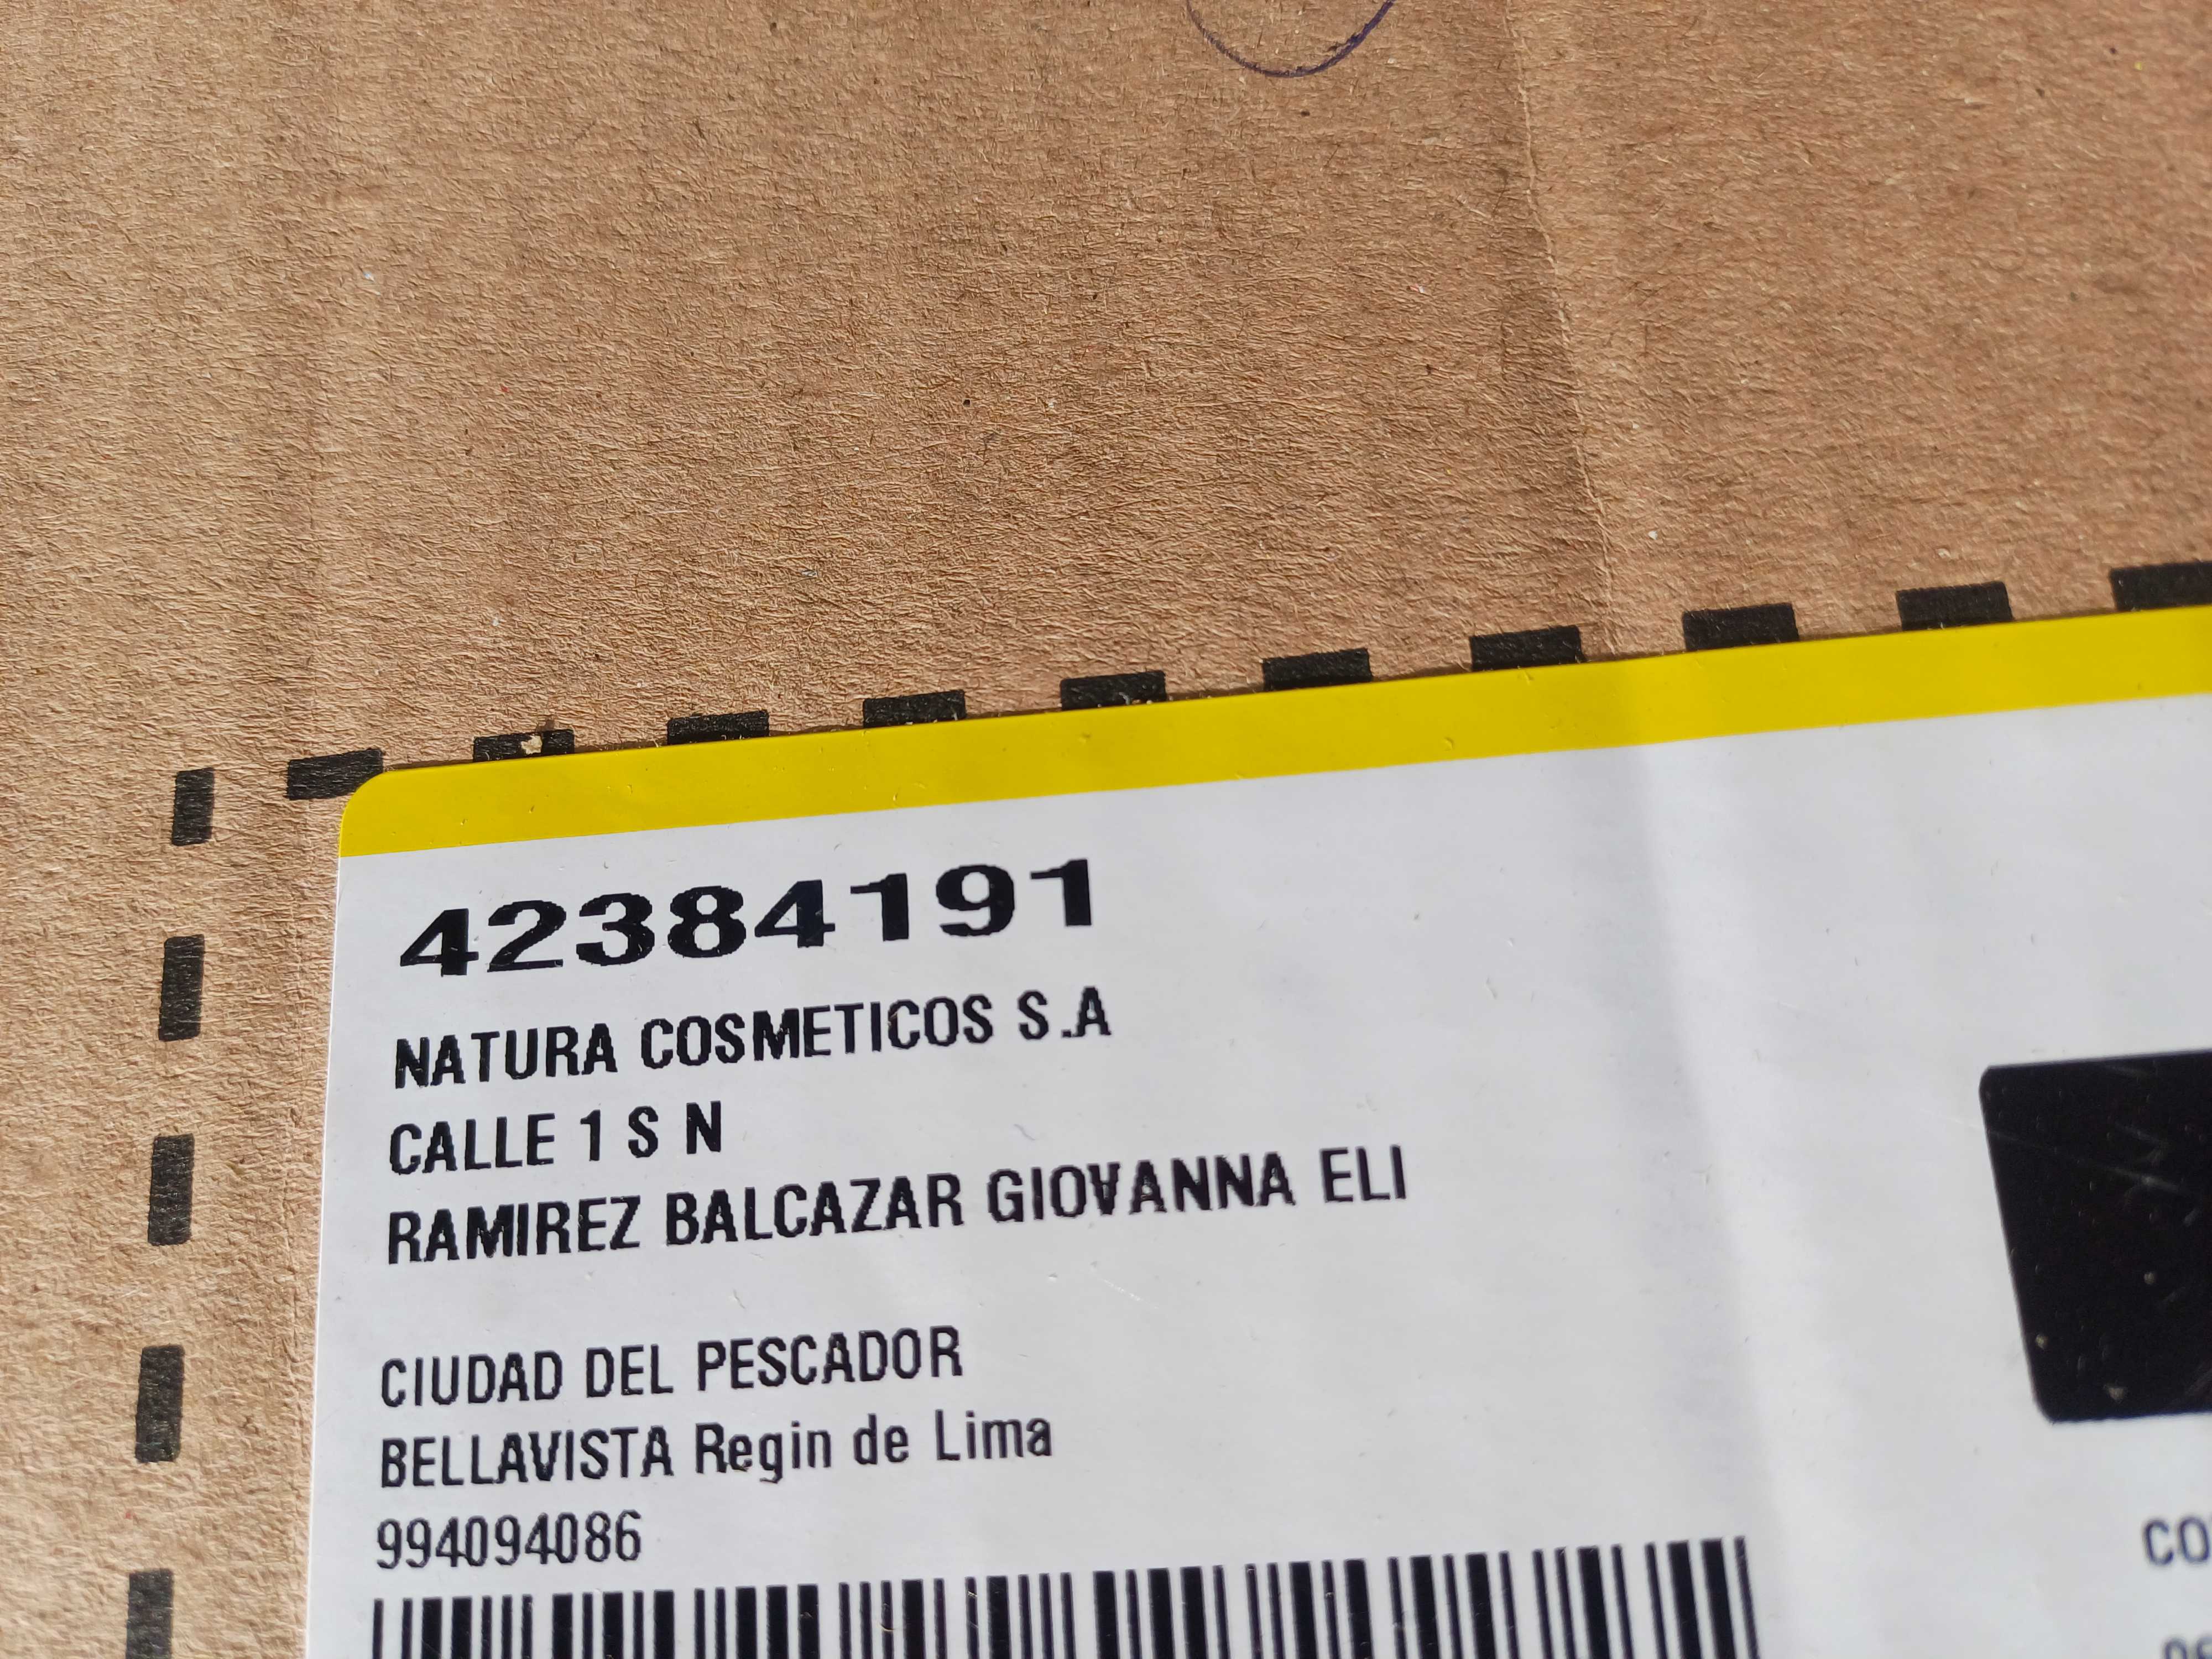 42384191
NATURA COSMETICOS S.A
CALLE 1 S N
RAMIREZ BALCAZAR GIOVANNA ELI
CIUDAD DEL PESCADOR
BELLAVISTA Regin de Lima
994094086